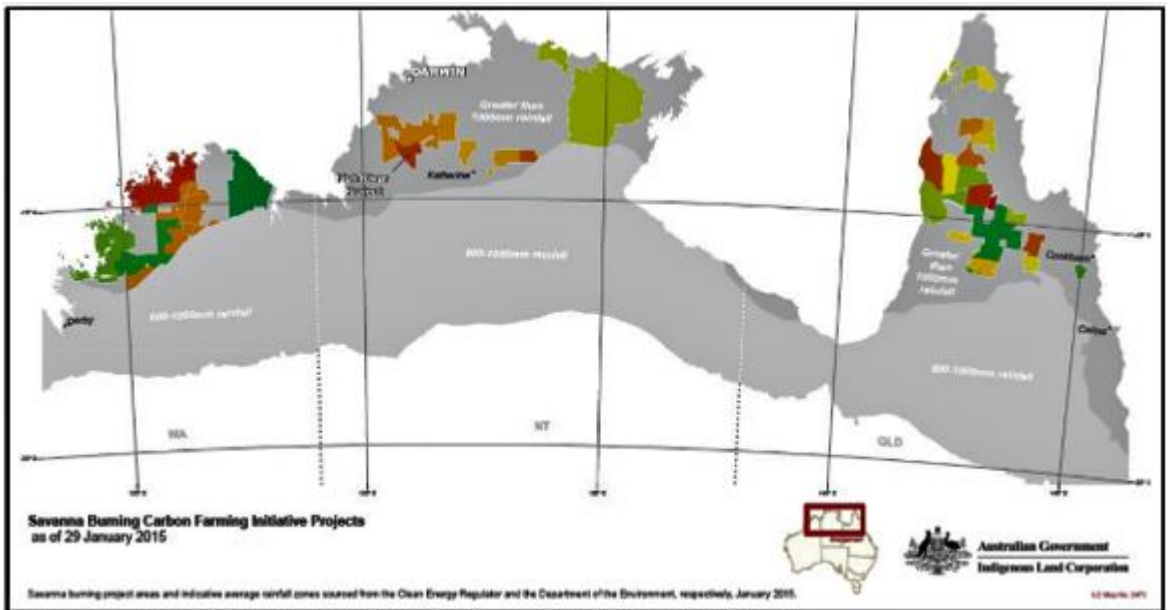 DARWIN
Greater than
1000mm rainfall
Fish River
Project
Katherine
Derby
600-1000mm rainfall
600-1000mm rainfall
Greater
than
1000mm
rainfall
Cooktown
Cairns
600-1000mm rainfall
WA
NT
QLD
Savanna Burning Carbon Farming Initiative Projects
as of 29 January 2015
Australian Government
Indigenous Land Corporation
Savanna burning project areas and indicative average rainfall zones sourced from the Clean Energy Regulator and the Department of the Environment, respectively, January 2015.